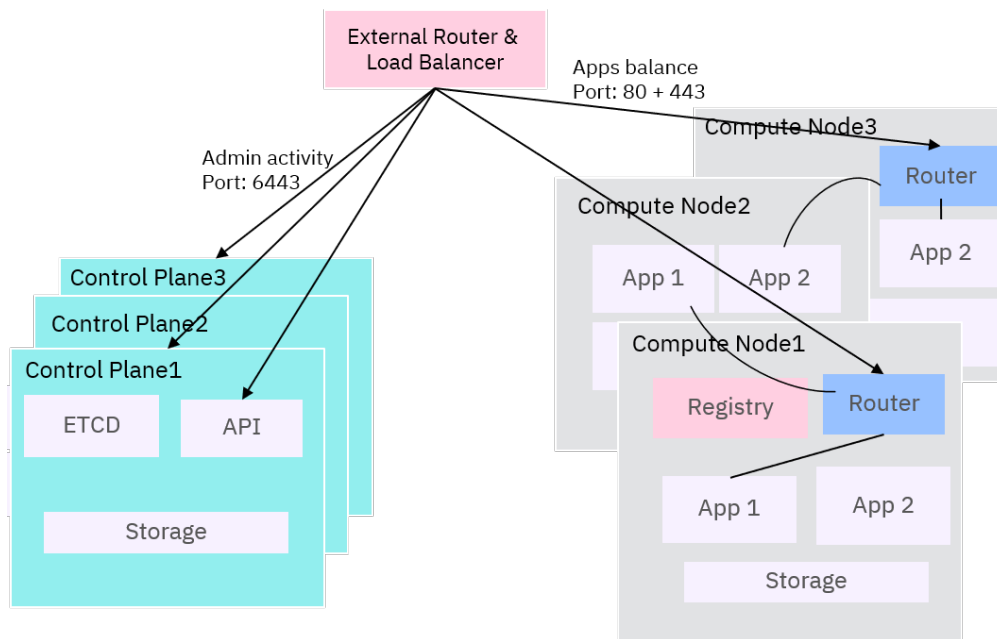 External Router &
Load Balancer
Apps balance
Port: 80 + 443
Admin activity
Port: 6443
Compute Node3
Router
App 2
Compute Node2
App 1
App 2
Compute Node1
Registry
Router
App 1
App 2
Storage
Control Plane3
Control Plane2
Control Plane1
ETCD
API
Storage